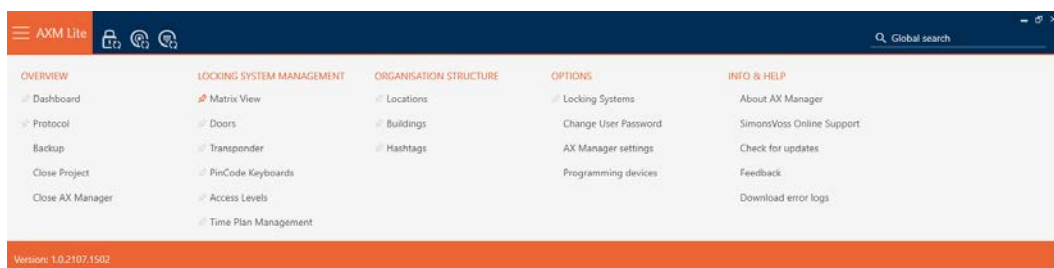 AXM Lite
Global search
OVERVIEW
Dashboard
Protocol
Backup
Close Project
Close AX Manager
LOCKING SYSTEM MANAGEMENT
Matrix View
Doors
Transponder
PinCode Keyboards
Access Levels
Time Plan Management
ORGANISATION STRUCTURE
Locations
Buildings
Hashtags
OPTIONS
Locking Systems
Change User Password
AX Manager settings
Programming devices
INFO & HELP
About AX Manager
SimonsVoss Online Support
Check for updates
Feedback
Download error logs
Version: 1.0.2107.1502